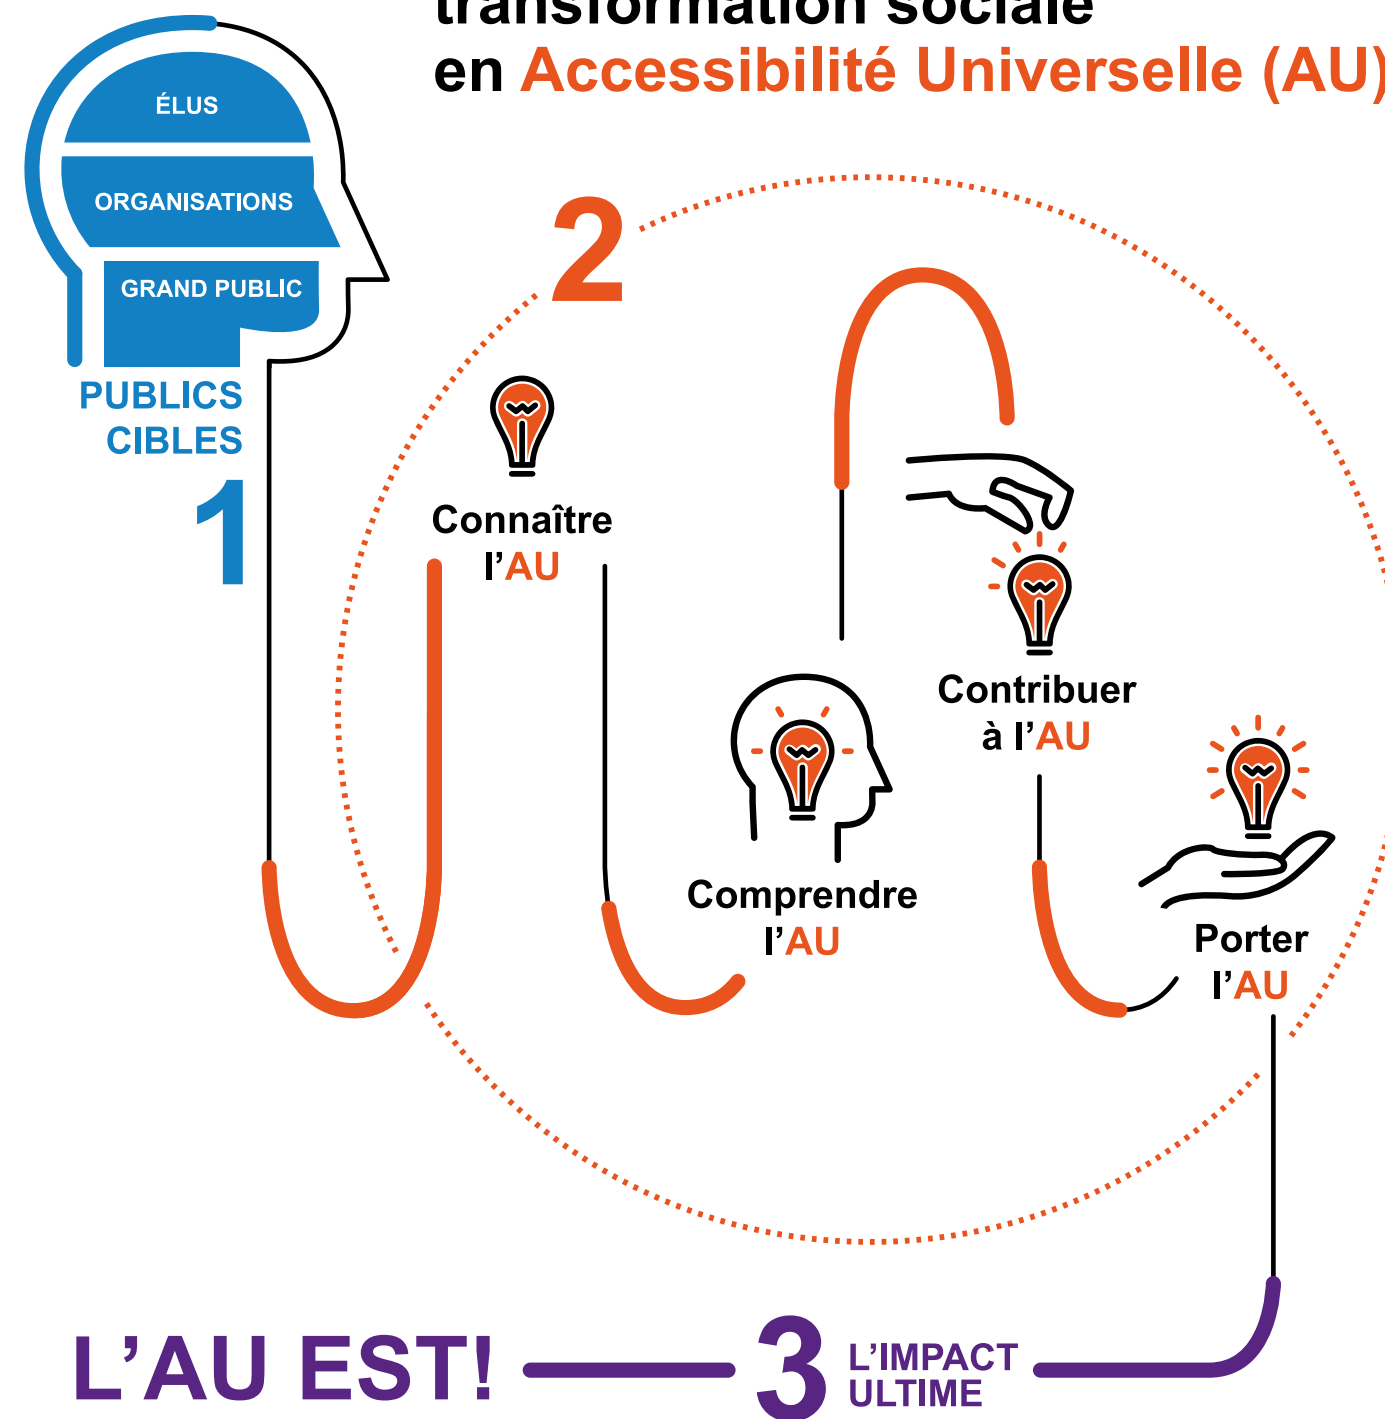 transformation sociale
en Accessibilité Universelle (AU)
ÉLUS
ORGANISATIONS
GRAND PUBLIC
PUBLICS
CIBLES
1
2
Connaître
l’AU
Comprendre
l’AU
Contribuer
à l’AU
Porter
l’AU
3
L’IMPACT
ULTIME
L’AU EST!